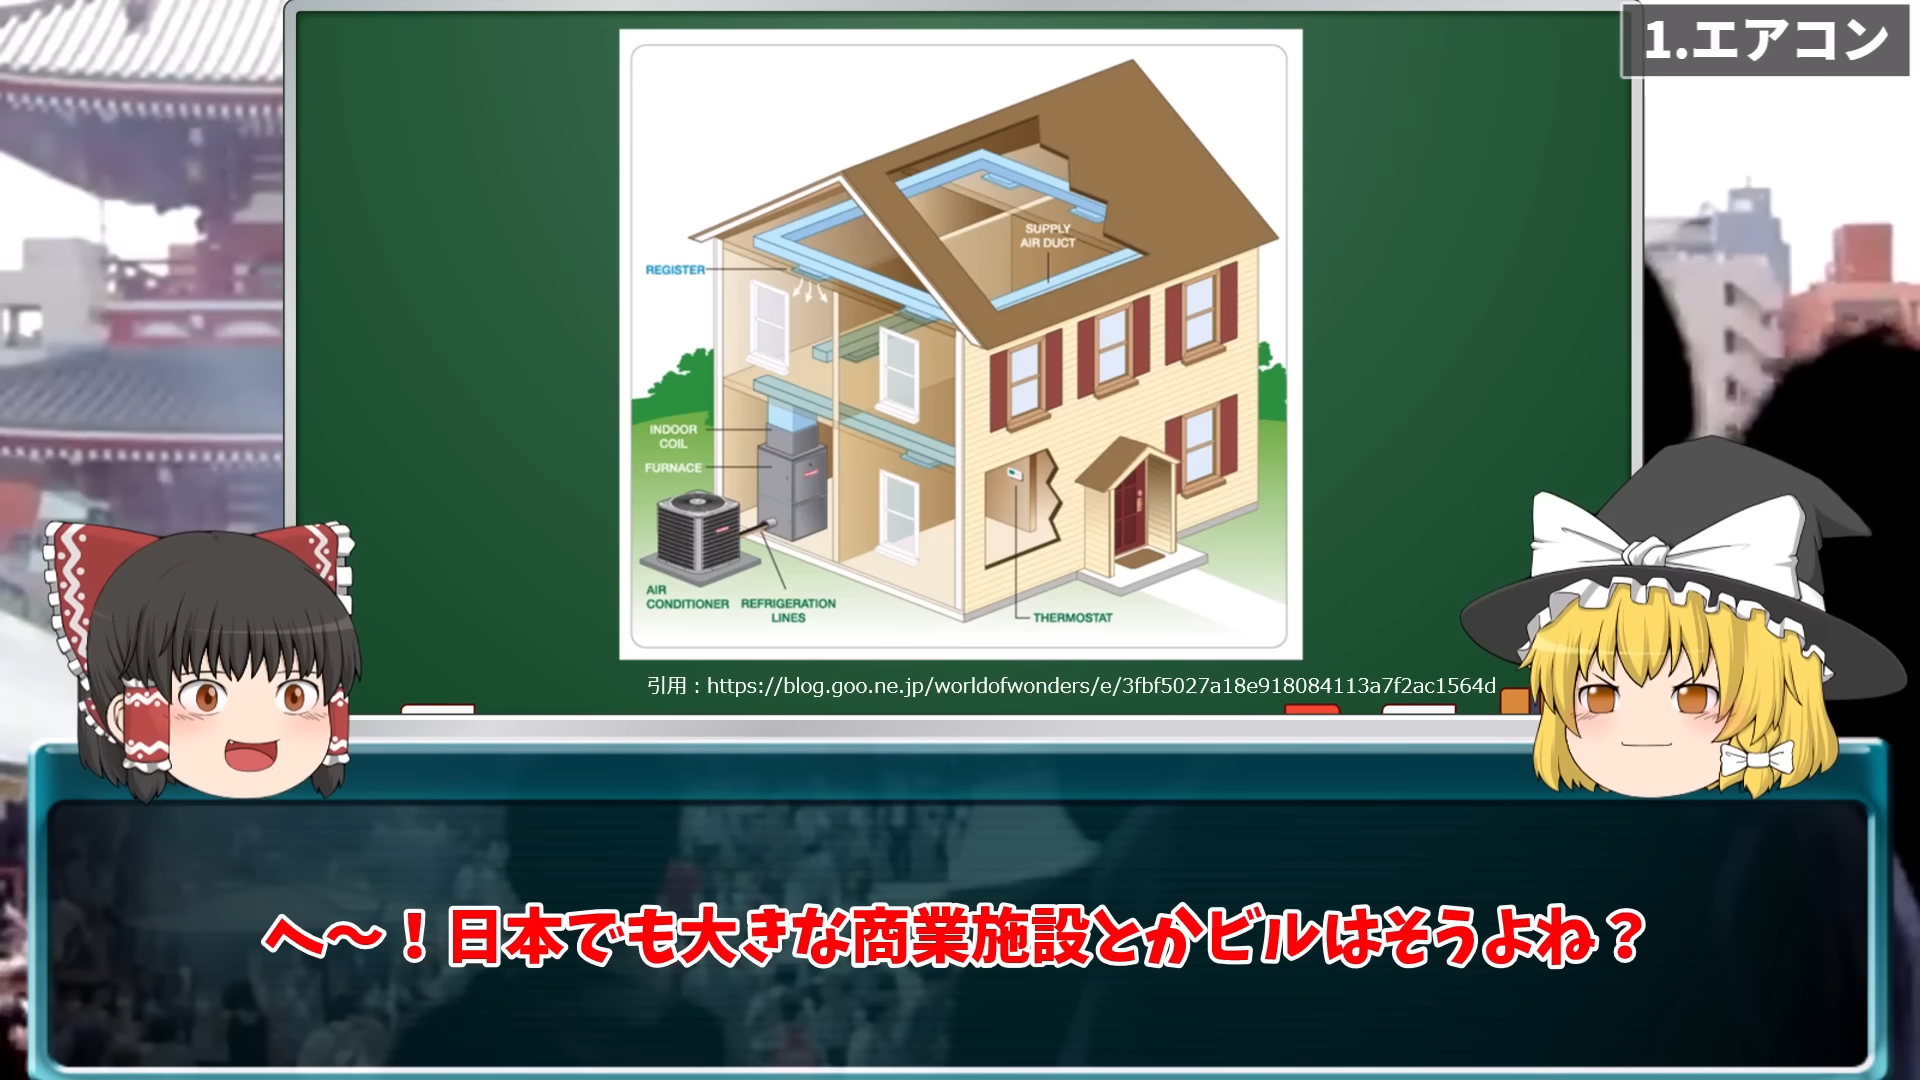 1.エアコン
SUPPLY
AIR DUCT
REGISTER
INDOOR
COIL
FURNACE
AIR
CONDITIONER
REFRIGERATION
LINES
THERMOSTAT
引用：https://blog.goo.ne.jp/worldofwonders/e/3fbf5027a18e918084113a7f2ac1564d
へ～！日本でも大きな商業施設とかビルはそうよね？